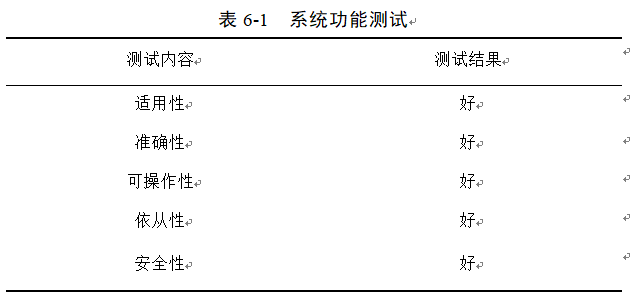 表 6-1 系统功能测试
测试内容 测试结果
适用性 好
准确性 好
可操作性 好
依从性 好
安全性 好